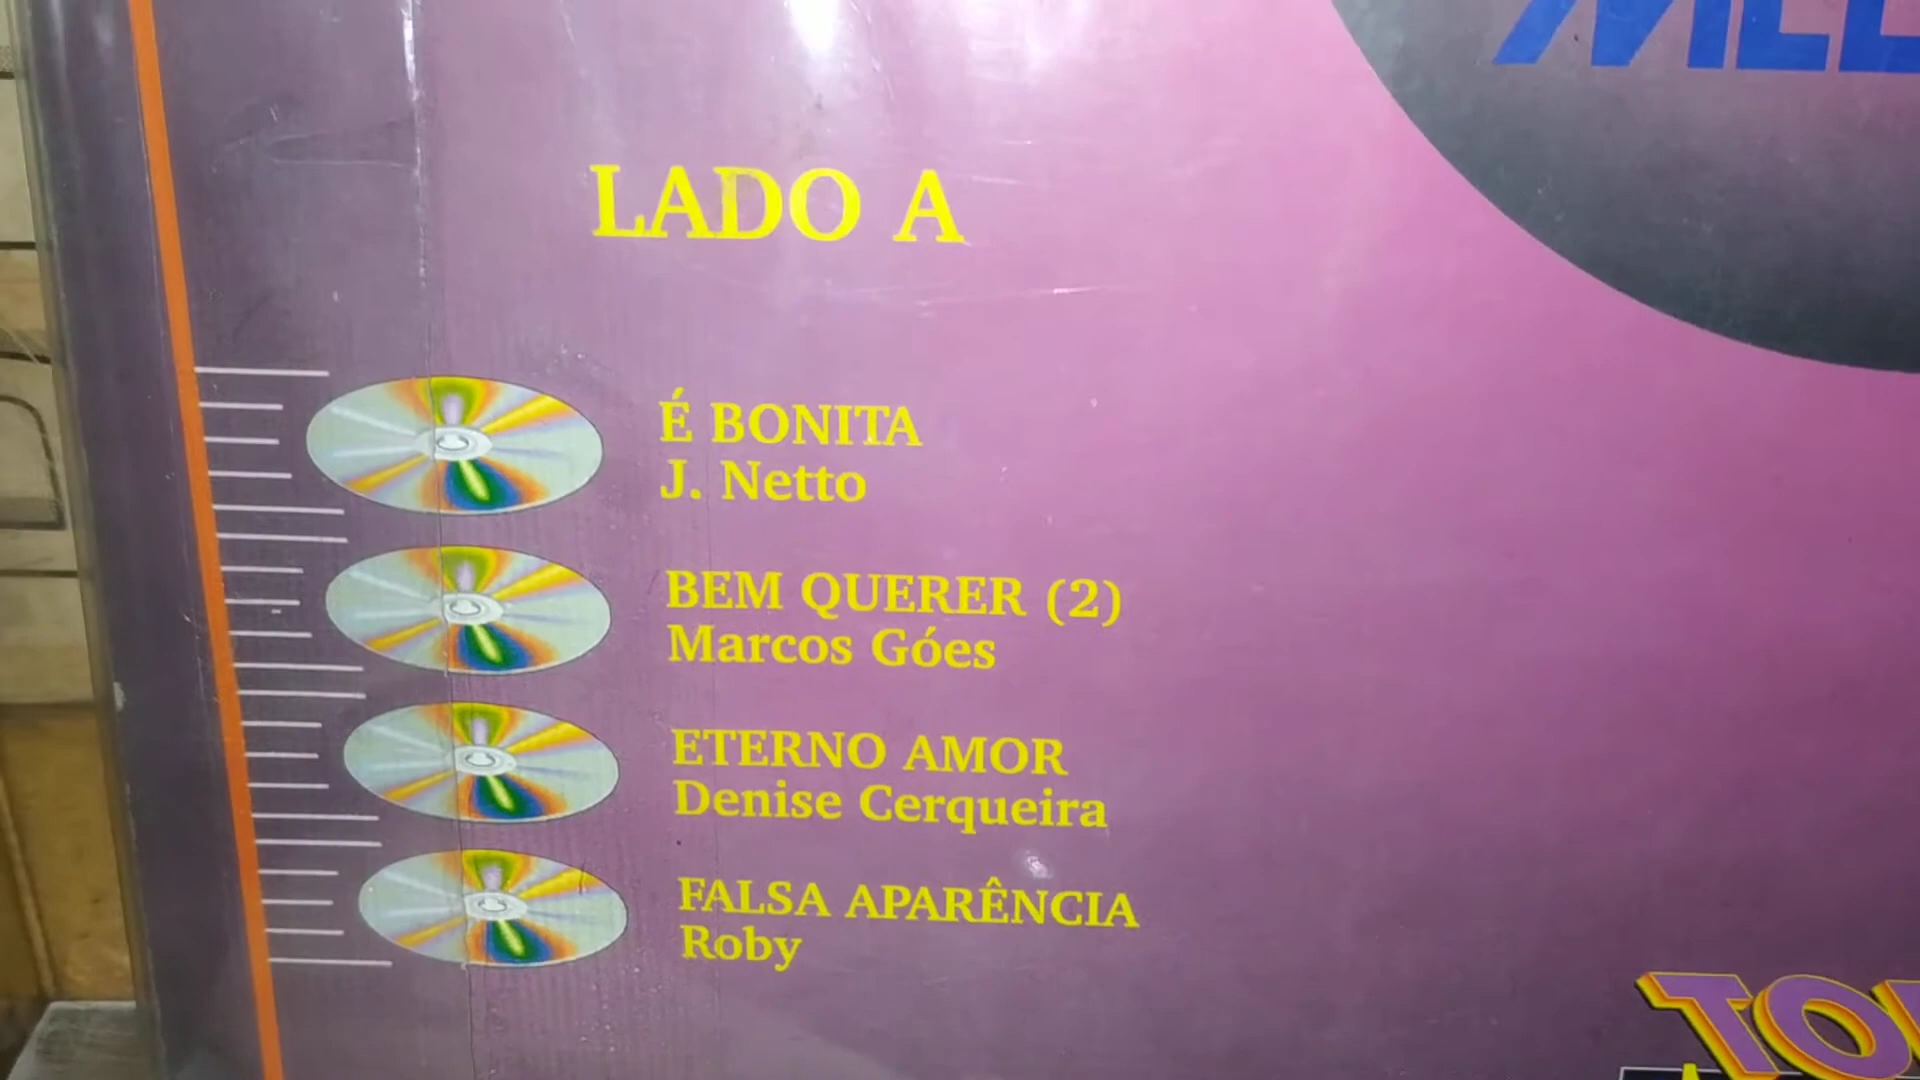 LADO A
É BONITA
J. Netto
BEM QUERER (2)
Marcos Góes
ETERNO AMOR
Denise Cerqueira
FALSA APARÊNCIA
Roby